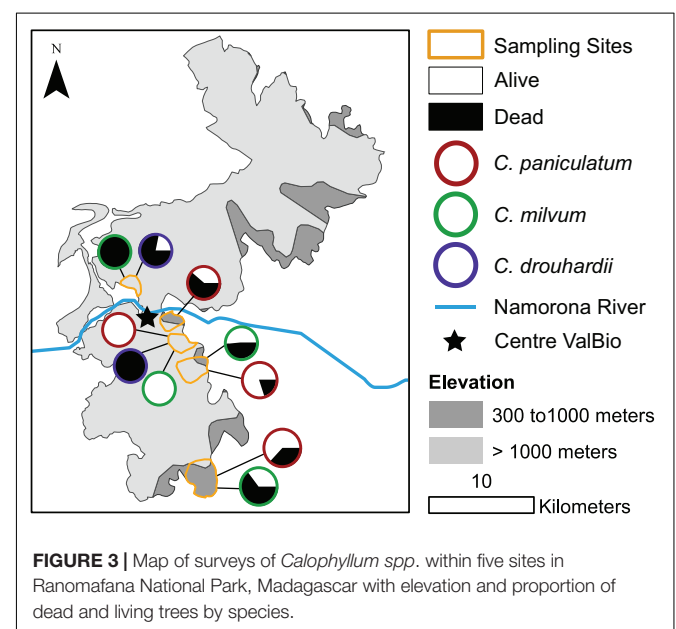 N
Sampling Sites
Alive
Dead
C. paniculatum
C. milvum
C. drouhardii
Namorona River
Centre ValBio
Elevation
300 to1000 meters
> 1000 meters
10
Kilometers
FIGURE 3 | Map of surveys of Calophyllum spp. within five sites in
Ranomafana National Park, Madagascar with elevation and proportion of
dead and living trees by species.